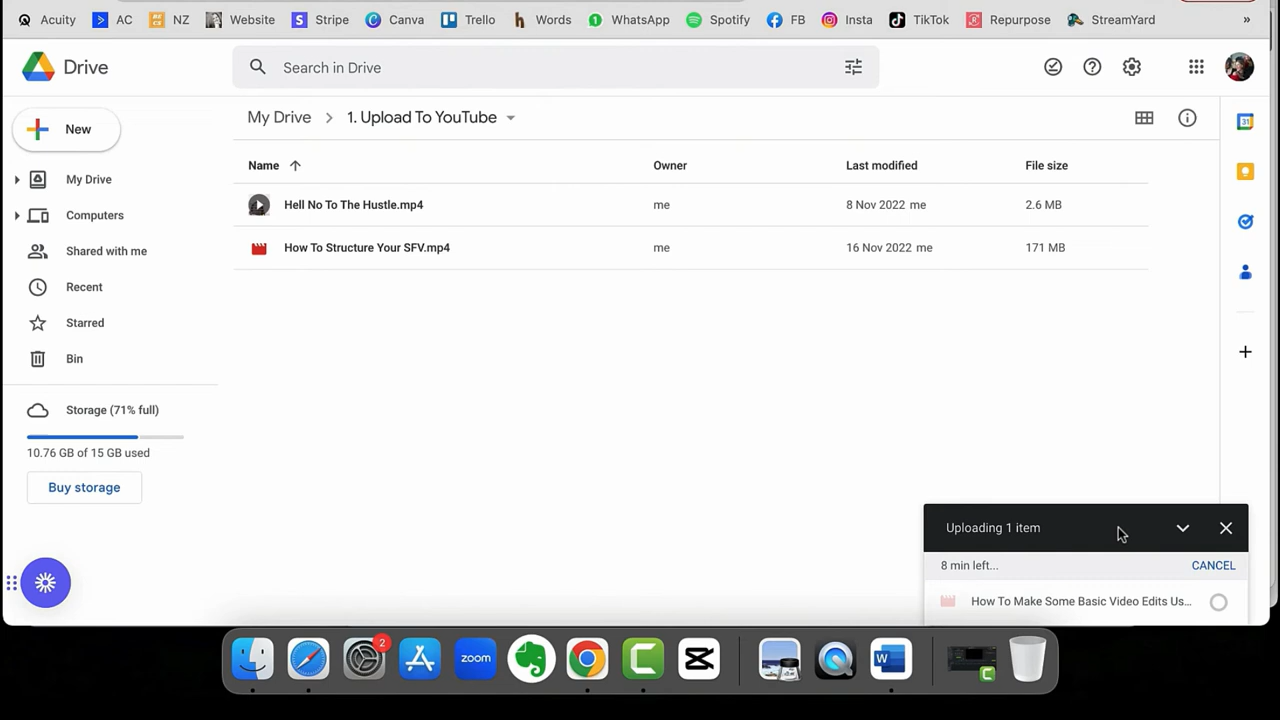 Acuity AC NZ Website Stripe Canva Trello Words WhatsApp Spotify FB Insta TikTok Repurpose StreamYard »
Drive Search in Drive
New
My Drive
Computers
Shared with me
Recent
Starred
Bin
Storage (71% full)
10.76 GB of 15 GB used
Buy storage
My Drive 1. Upload To YouTube
Name Owner Last modified File size
Hell No To The Hustle.mp4 me 8 Nov 2022 me 2.6 MB
How To Structure Your SFV.mp4 me 16 Nov 2022 me 171 MB
31
Uploading 1 item
8 min left... CANCEL
How To Make Some Basic Video Edits Us...
2
zoom
W